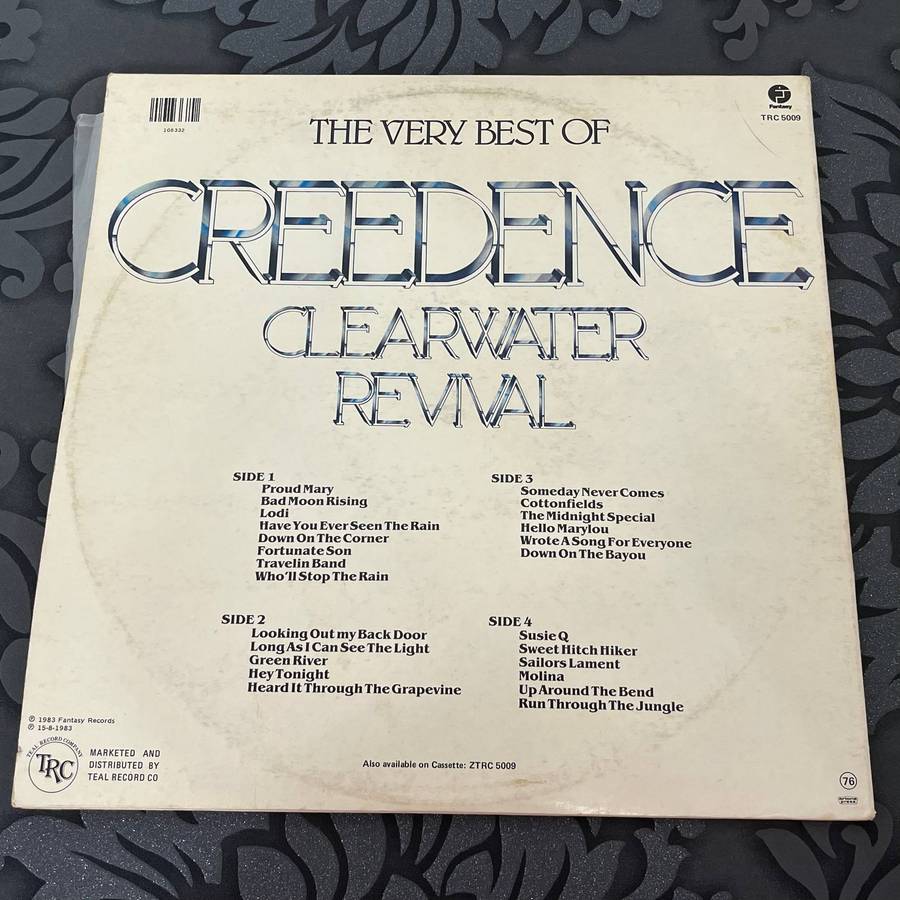 108332
Fantasy
TRC 5009
THE VERY BEST OF
CREEDENCE
CLEARWATER
REVIVAL
SIDE 1
Proud Mary
Bad Moon Rising
Lodi
Have You Ever Seen The Rain
Down On The Corner
Fortunate Son
Travelin Band
Who'll Stop The Rain
SIDE 2
Looking Out my Back Door
Long As I Can See The Light
Green River
Hey Tonight
Heard It Through The Grapevine
SIDE 3
Someday Never Comes
Cottonfields
The Midnight Special
Hello Marylou
Wrote A Song For Everyone
Down On The Bayou
SIDE 4
Susie Q
Sweet Hitch Hiker
Sailors Lament
Molina
Up Around The Bend
Run Through The Jungle
℗ 1983 Fantasy Records
℗ 15-8-1983
TEAL RECORD COMPANY
TRC
MARKETED AND
DISTRIBUTED BY
TEAL RECORD CO
Also available on Cassette: ZTRC 5009
76